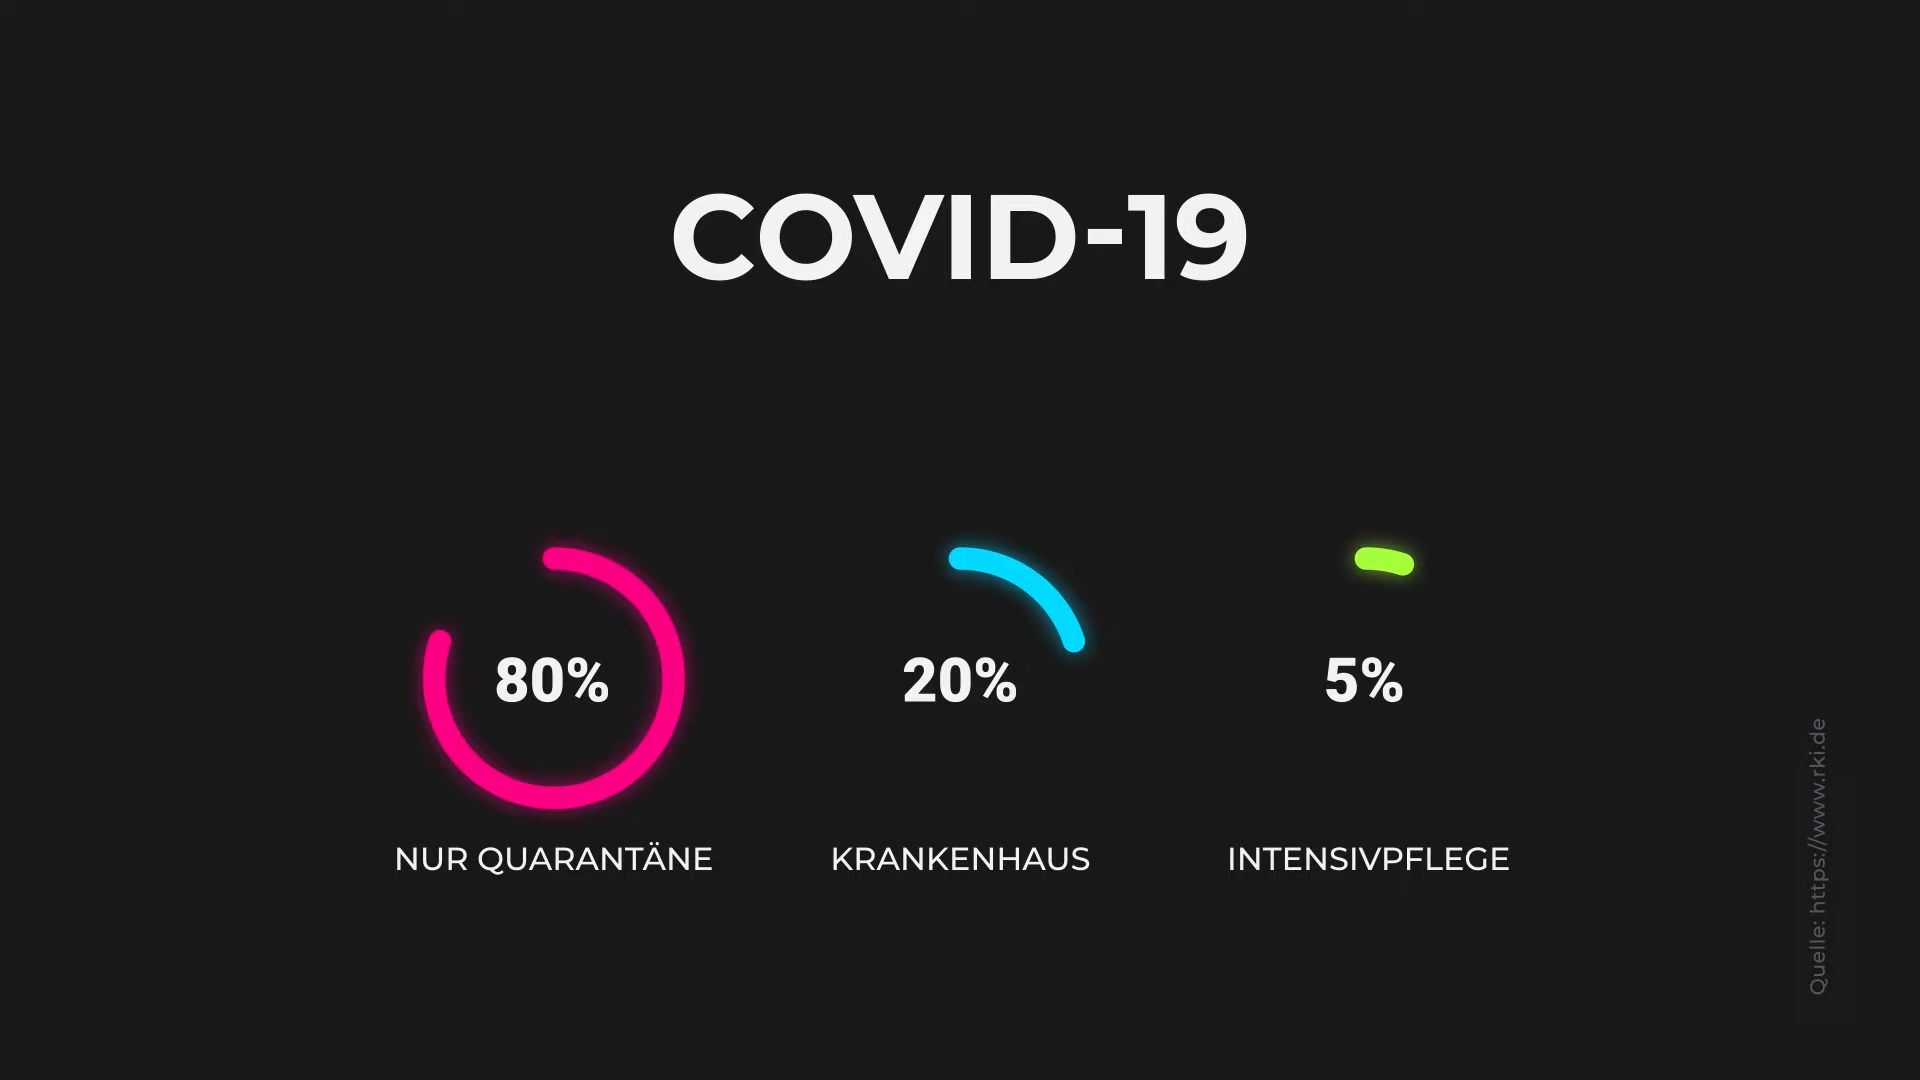 COVID-19
80%
20%
5%
NUR QUARANTÄNE
KRANKENHAUS
INTENSIVPFLEGE
Quelle: https://www.rki.de